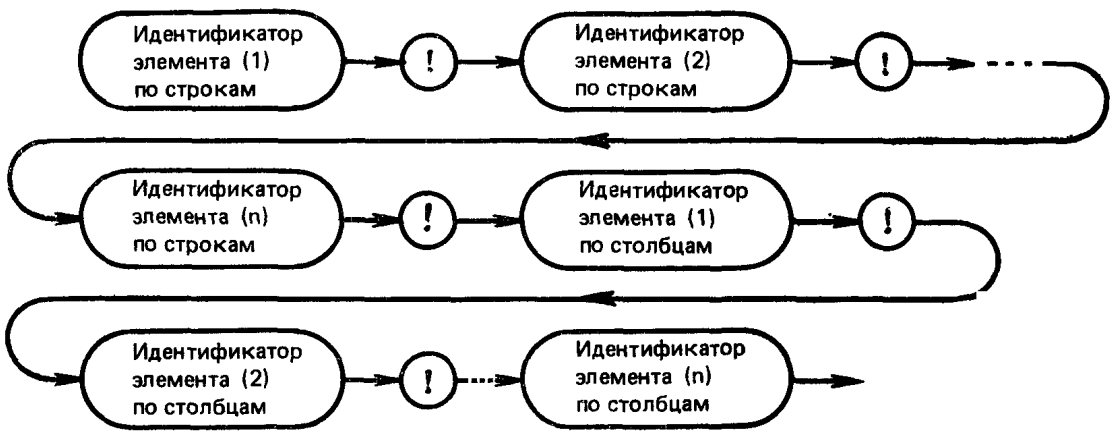 Идентификатор
элемента (1)
по строкам
!
Идентификатор
элемента (2)
по строкам
!
Идентификатор
элемента (n)
по строкам
!
Идентификатор
элемента (1)
по столбцам
!
Идентификатор
элемента (2)
по столбцам
!
Идентификатор
элемента (n)
по столбцам